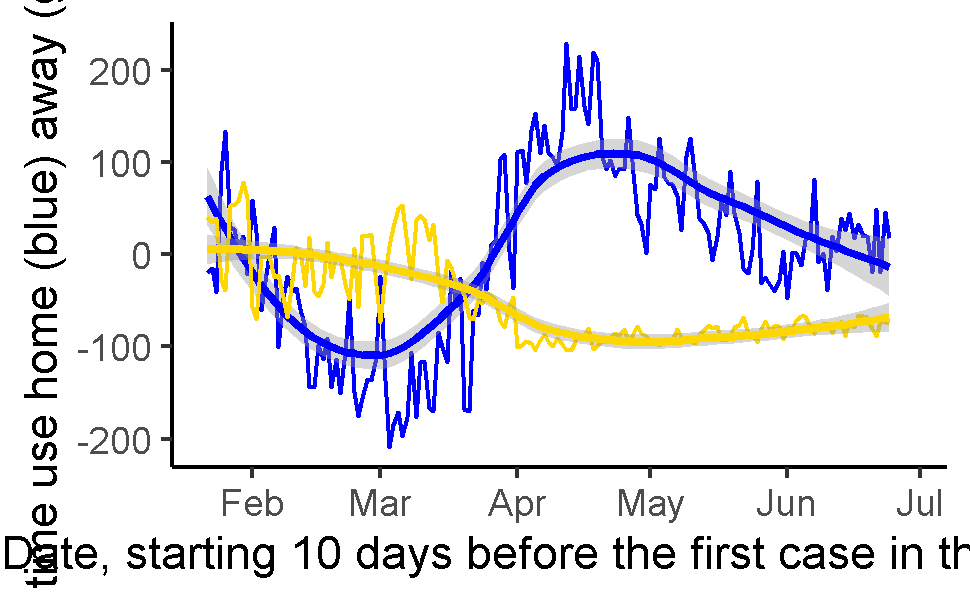 time use home (blue) away (
200
100
0
-100
-200
Feb Mar Apr May Jun Jul
Date, starting 10 days before the first case in th